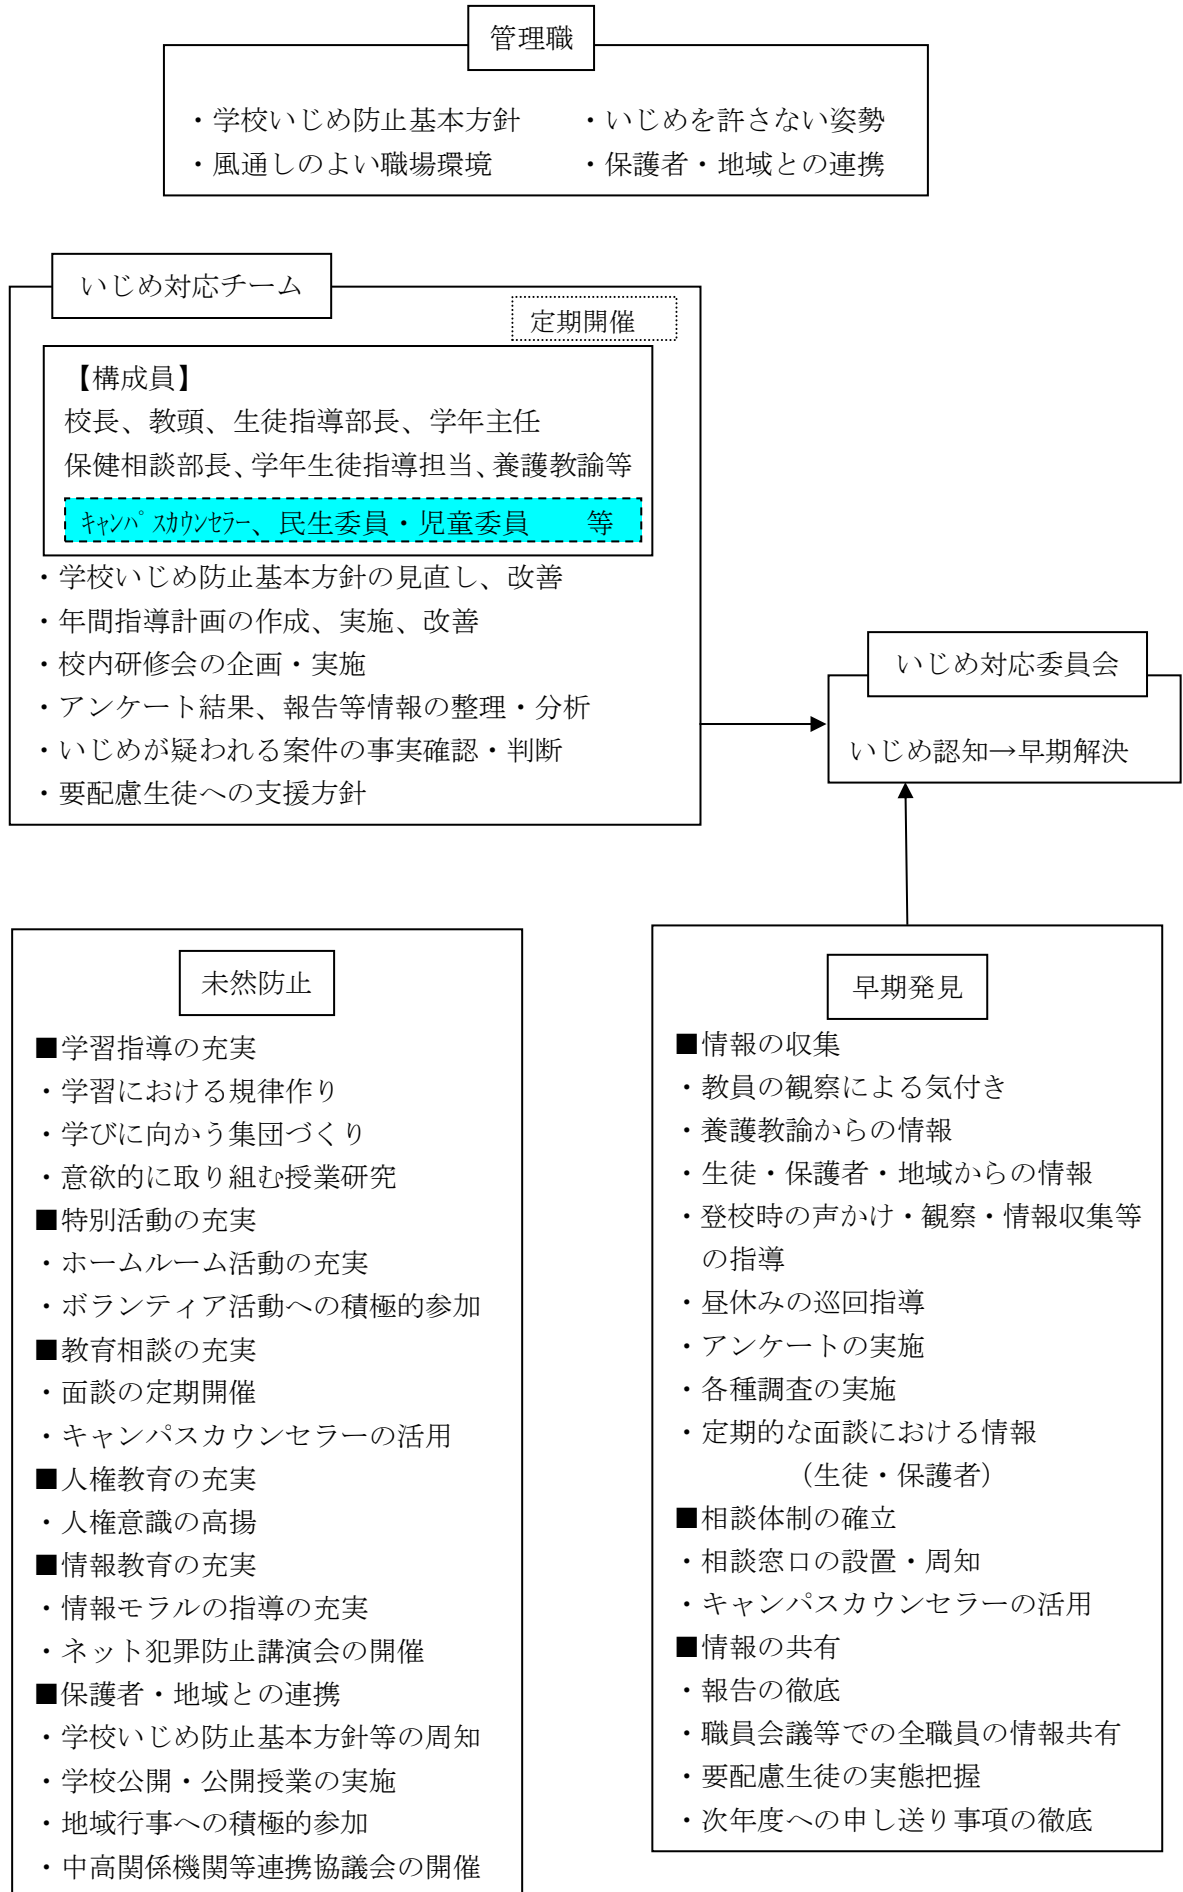 管理職
・学校いじめ防止基本方針　　・いじめを許さない姿勢
・風通しのよい職場環境　　　・保護者・地域との連携
いじめ対応チーム
定期開催
【構成員】
校長、教頭、生徒指導部長、学年主任
保健相談部長、学年生徒指導担当、養護教諭等
ｷｬﾝﾊﾟｽｶｳﾝｾﾗｰ、民生委員・児童委員　　等
・学校いじめ防止基本方針の見直し、改善
・年間指導計画の作成、実施、改善
・校内研修会の企画・実施
・アンケート結果、報告等情報の整理・分析
・いじめが疑われる案件の事実確認・判断
・要配慮生徒への支援方針
いじめ対応委員会
いじめ認知→早期解決
未然防止
■学習指導の充実
・学習における規律作り
・学びに向かう集団づくり
・意欲的に取り組む授業研究
■特別活動の充実
・ホームルーム活動の充実
・ボランティア活動への積極的参加
■教育相談の充実
・面談の定期開催
・キャンパスカウンセラーの活用
■人権教育の充実
・人権意識の高揚
■情報教育の充実
・情報モラルの指導の充実
・ネット犯罪防止講演会の開催
■保護者・地域との連携
・学校いじめ防止基本方針等の周知
・学校公開・公開授業の実施
・地域行事への積極的参加
・中高関係機関等連携協議会の開催
早期発見
■情報の収集
・教員の観察による気付き
・養護教諭からの情報
・生徒・保護者・地域からの情報
・登校時の声かけ・観察・情報収集等
の指導
・昼休みの巡回指導
・アンケートの実施
・各種調査の実施
・定期的な面談における情報
（生徒・保護者）
■相談体制の確立
・相談窓口の設置・周知
・キャンパスカウンセラーの活用
■情報の共有
・報告の徹底
・職員会議等での全職員の情報共有
・要配慮生徒の実態把握
・次年度への申し送り事項の徹底